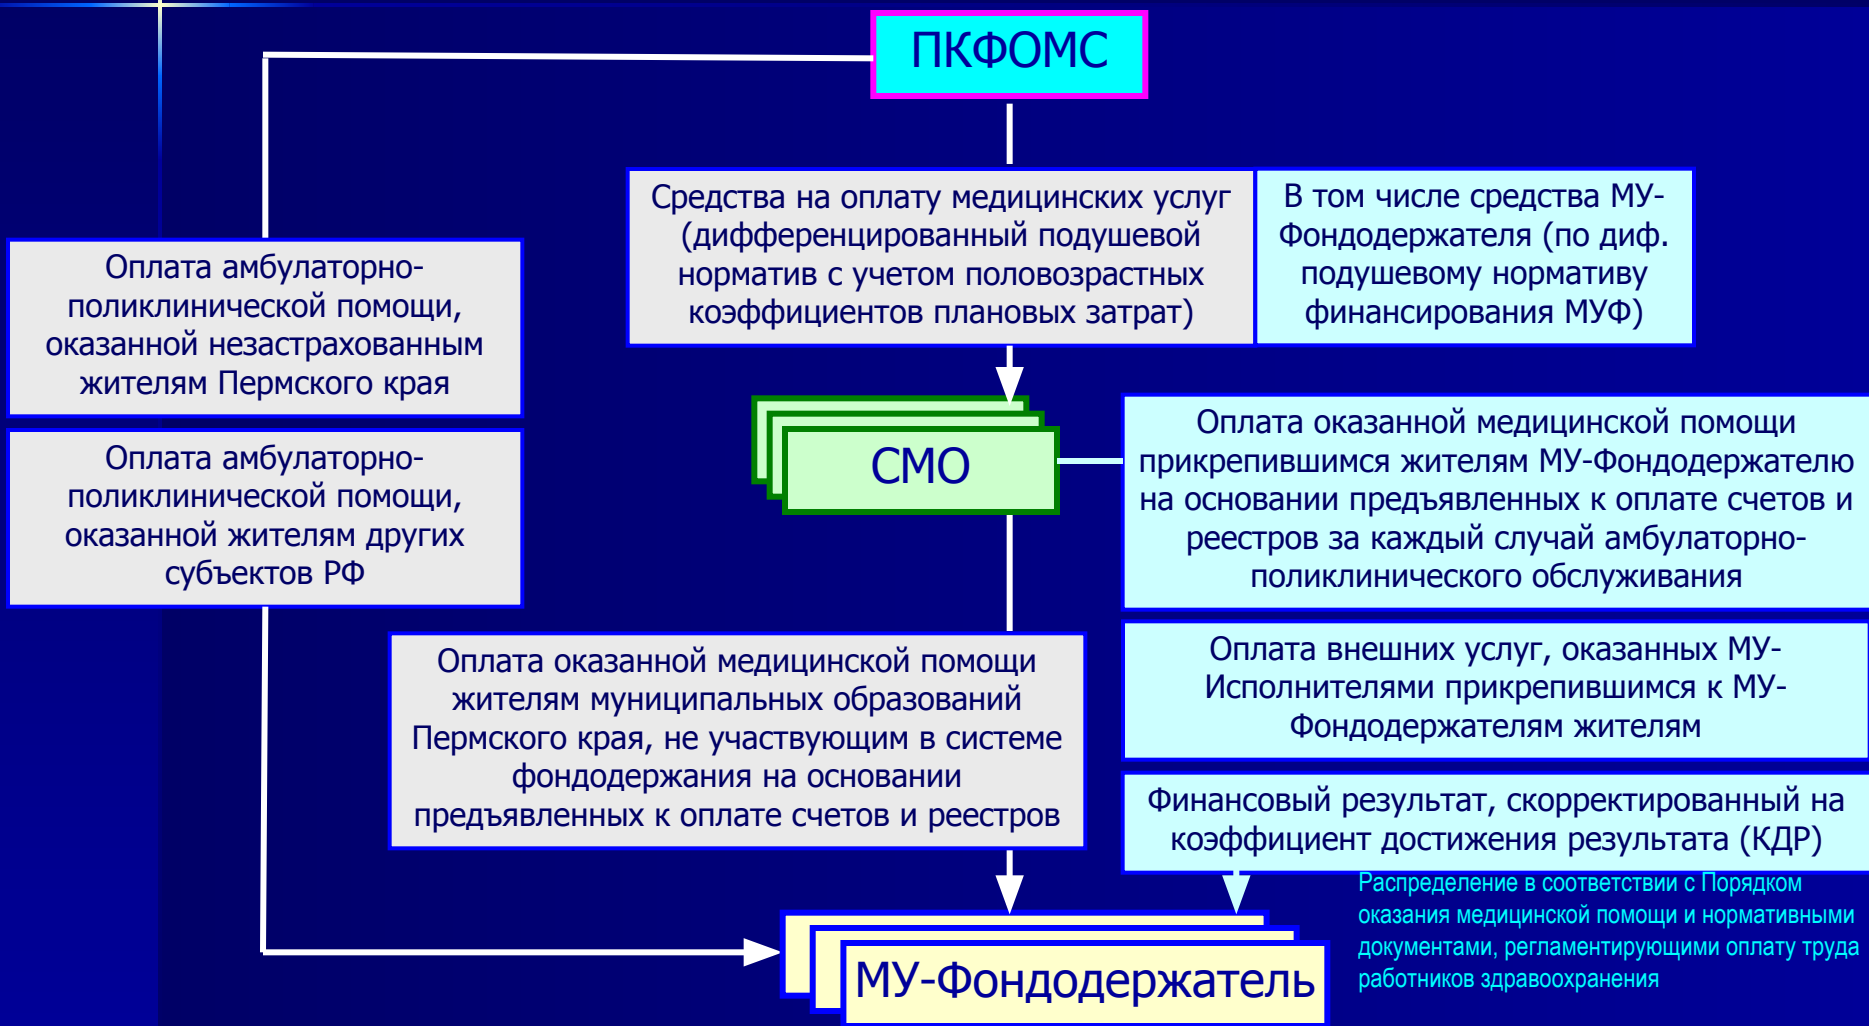 ПКФОМС
Средства на оплату медицинских услуг
(дифференцированный подушевой
норматив с учетом половозрастных
коэффициентов плановых затрат)
В том числе средства МУ-
Фондодержателя (по диф.
подушевому нормативу
финансирования МУФ)
Оплата амбулаторно-
поликлинической помощи,
оказанной незастрахованным
жителям Пермского края
Оплата амбулаторно-
поликлинической помощи,
оказанной жителям других
субъектов РФ
СМО
Оплата оказанной медицинской помощи
прикрепившимся жителям МУ-Фондодержателю
на основании предъявленных к оплате счетов и
реестров за каждый случай амбулаторно-
поликлинического обслуживания
Оплата внешних услуг, оказанных МУ-
Исполнителями прикрепившимся к МУ-
Фондодержателям жителям
Оплата оказанной медицинской помощи
жителям муниципальных образований
Пермского края, не участвующим в системе
фондодержания на основании
предъявленных к оплате счетов и реестров
Финансовый результат, скорректированный на
коэффициент достижения результата (КДР)
Распределение в соответствии с Порядком
оказания медицинской помощи и нормативными
документами, регламентирующими оплату труда
работников здравоохранения
МУ-Фондодержатель